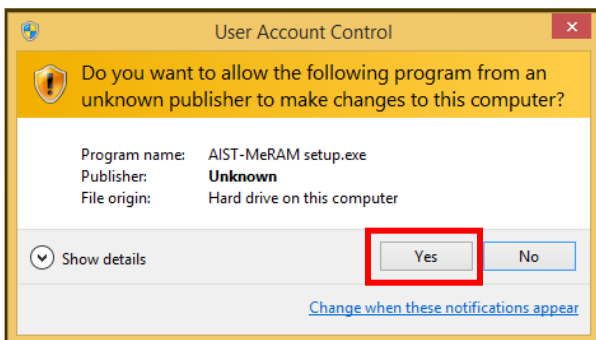 User Account Control
Do you want to allow the following program from an
unknown publisher to make changes to this computer?
Program name: AIST-MeRAM setup.exe
Publisher: Unknown
File origin: Hard drive on this computer
Show details Yes No
Change when these notifications appear